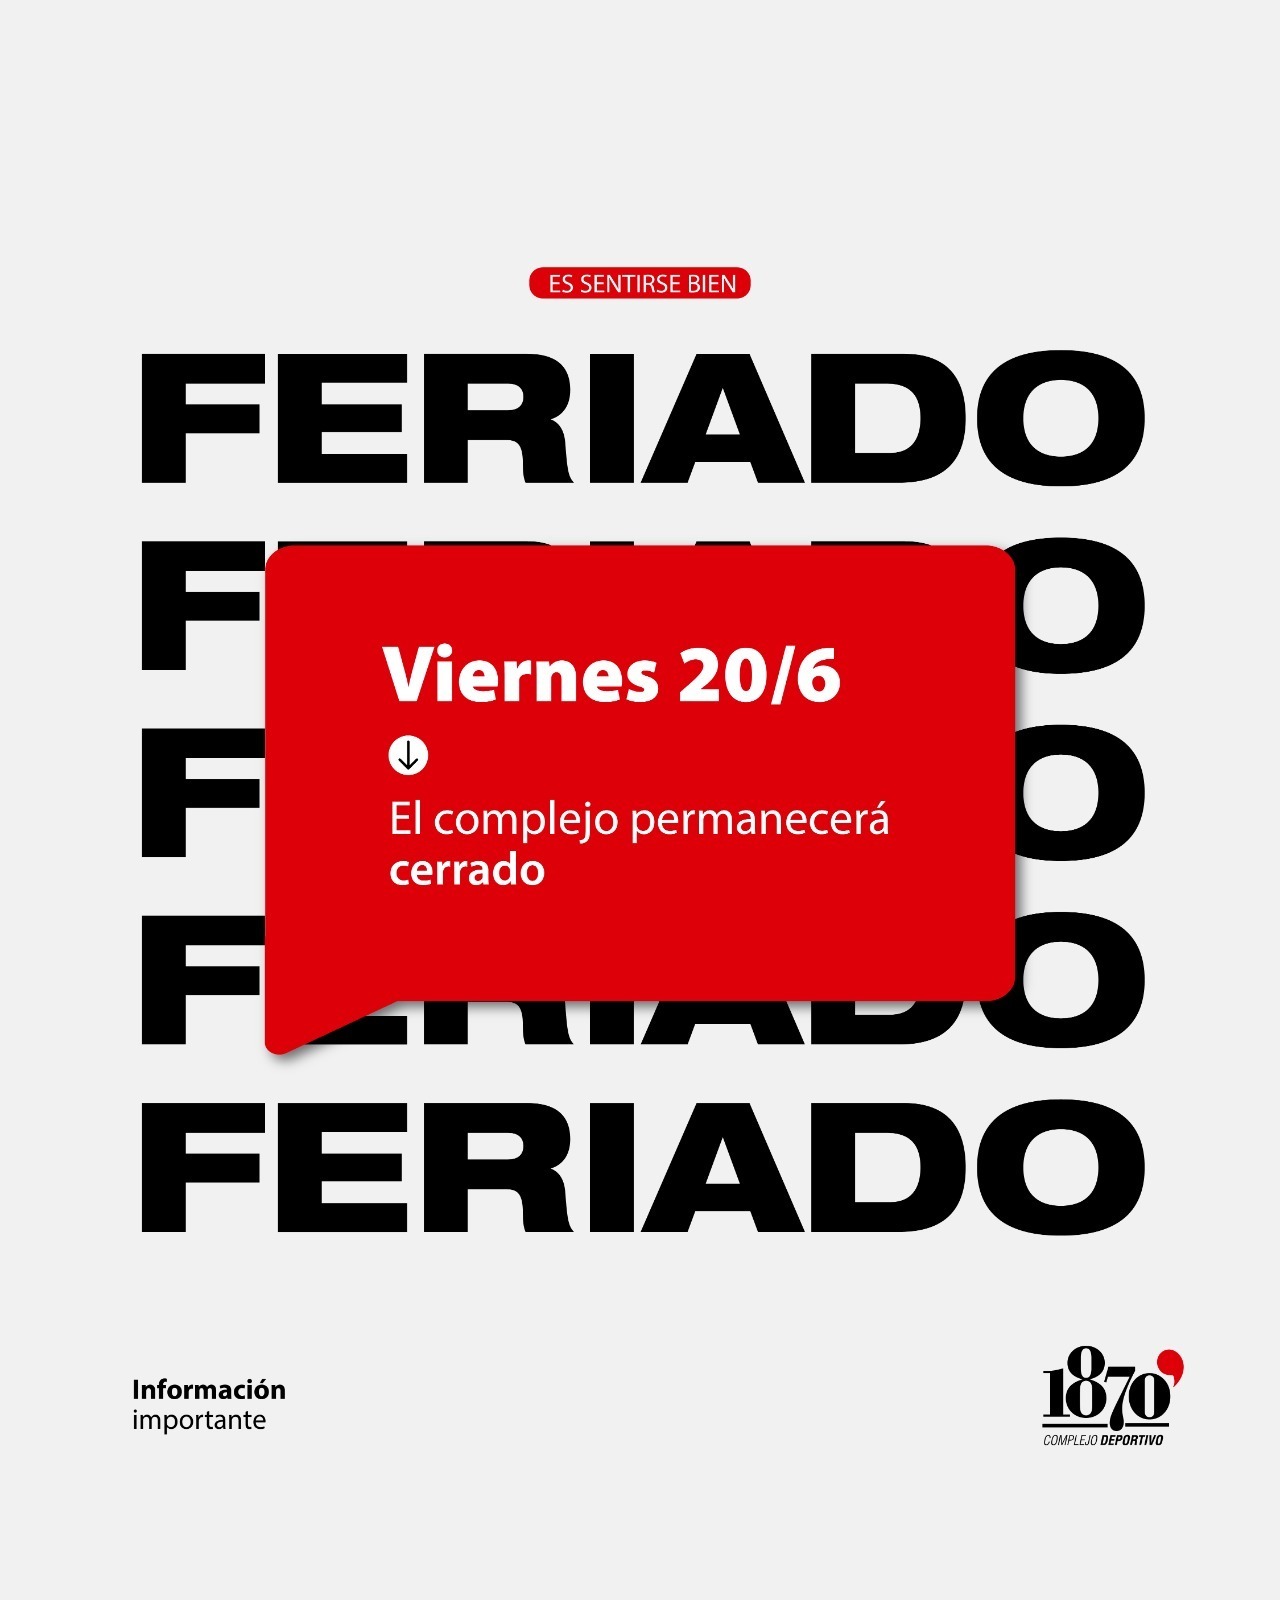 ES SENTIRSE BIEN
FERIADO
FERIADO
Viernes 20/6
El complejo permanecerá
cerrado
FERIADO
FERIADO
Información
importante
1870
COMPLEJO DEPORTIVO